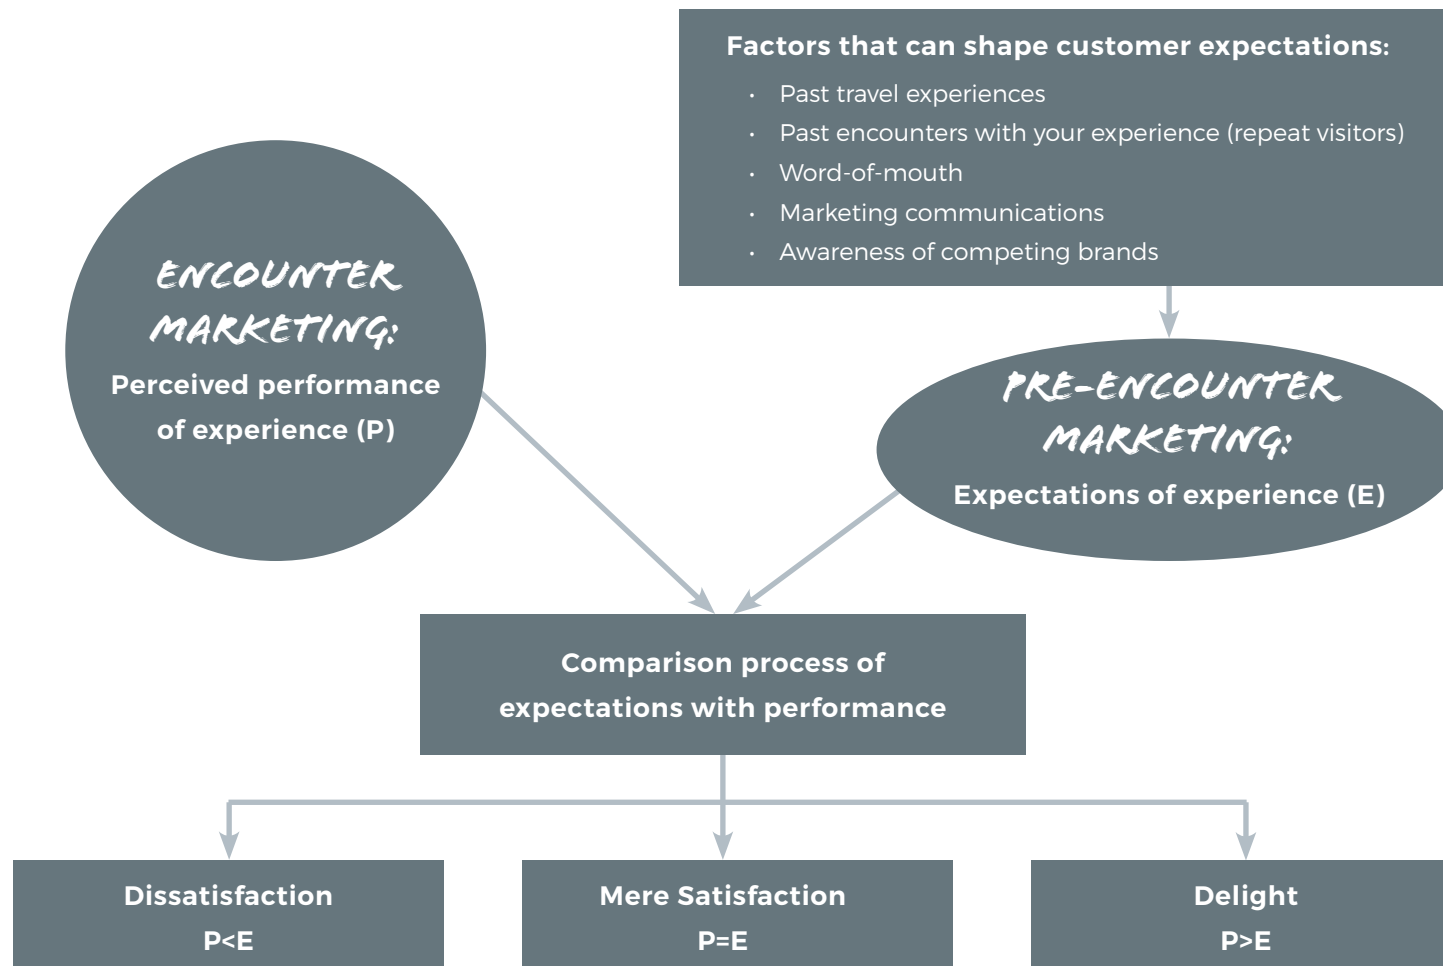 Factors that can shape customer expectations:
• Past travel experiences
• Past encounters with your experience (repeat visitors)
• Word-of-mouth
• Marketing communications
• Awareness of competing brands
ENCOUNTER
MARKETING:
Perceived performance
of experience (P)
PRE-ENCOUNTER
MARKETING:
Expectations of experience (E)
Comparison process of
expectations with performance
Dissatisfaction
P<E
Mere Satisfaction
P=E
Delight
P>E